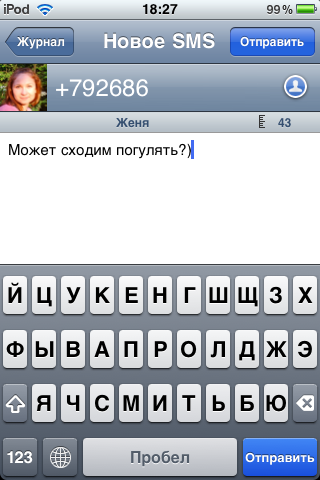 iPod 18:27 99%
Журнал Новое SMS Отправить
+792686
Женя 43
Может сходим погулять?)
Й Ц У К Е Н Г Ш Щ З Х
Ф Ы В А П Р О Л Д Ж Э
Я Ч С М И Т Ь Б Ю
123 Пробел Отправить